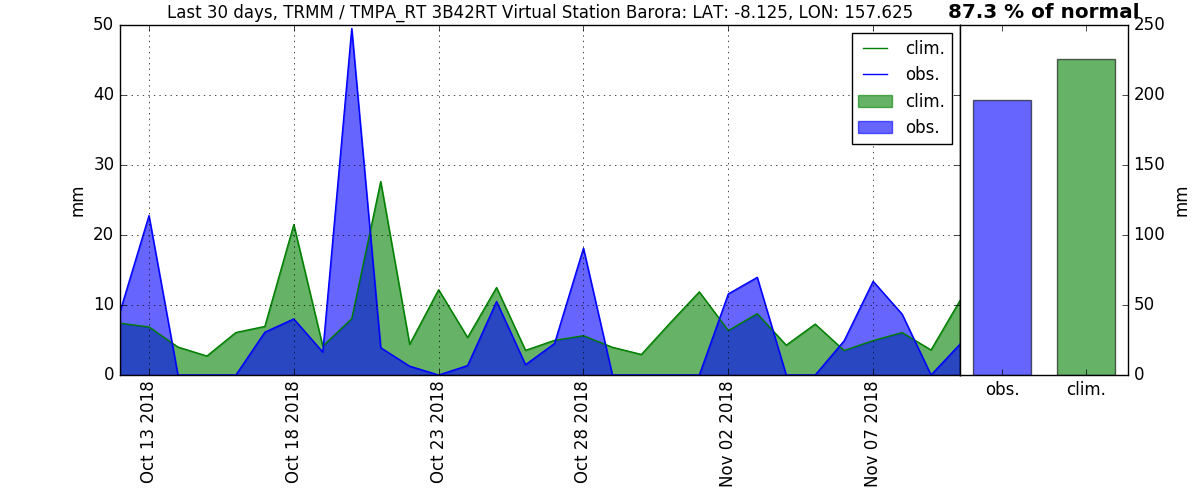 Last 30 days, TRMM / TMPA_RT 3B42RT Virtual Station Barora: LAT: -8.125, LON: 157.625
87.3 % of normal
50
40
30
20
10
0
mm
clim.
obs.
clim.
obs.
250
200
150
100
50
0
mm
Oct 13 2018
Oct 18 2018
Oct 23 2018
Oct 28 2018
Nov 02 2018
Nov 07 2018
obs.
clim.